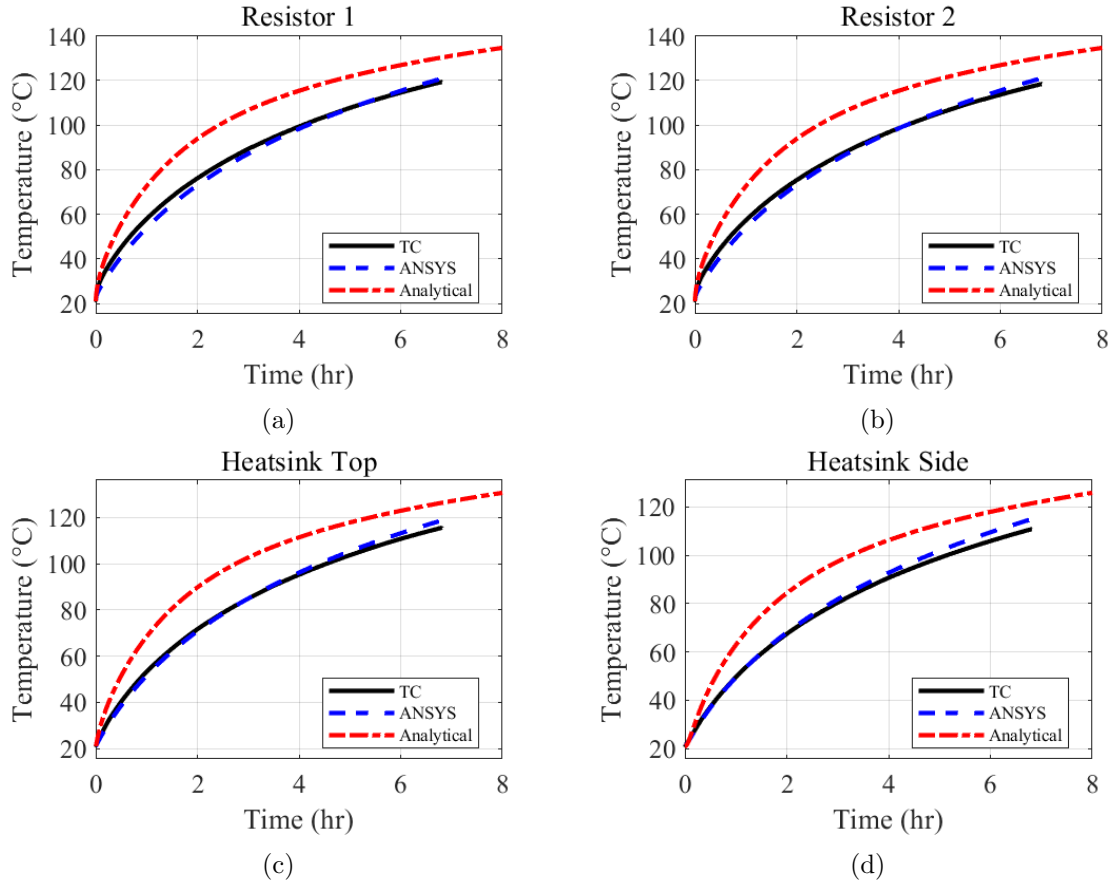 Resistor 1
140
120
100
80
60
40
20
Temperature (°C)
TC
ANSYS
Analytical
0 2 4 6 8
Time (hr)
(a)
Resistor 2
140
120
100
80
60
40
20
Temperature (°C)
TC
ANSYS
Analytical
0 2 4 6 8
Time (hr)
(b)
Heatsink Top
120
100
80
60
40
20
Temperature (°C)
TC
ANSYS
Analytical
0 2 4 6 8
Time (hr)
(c)
Heatsink Side
120
100
80
60
40
20
Temperature (°C)
TC
ANSYS
Analytical
0 2 4 6 8
Time (hr)
(d)